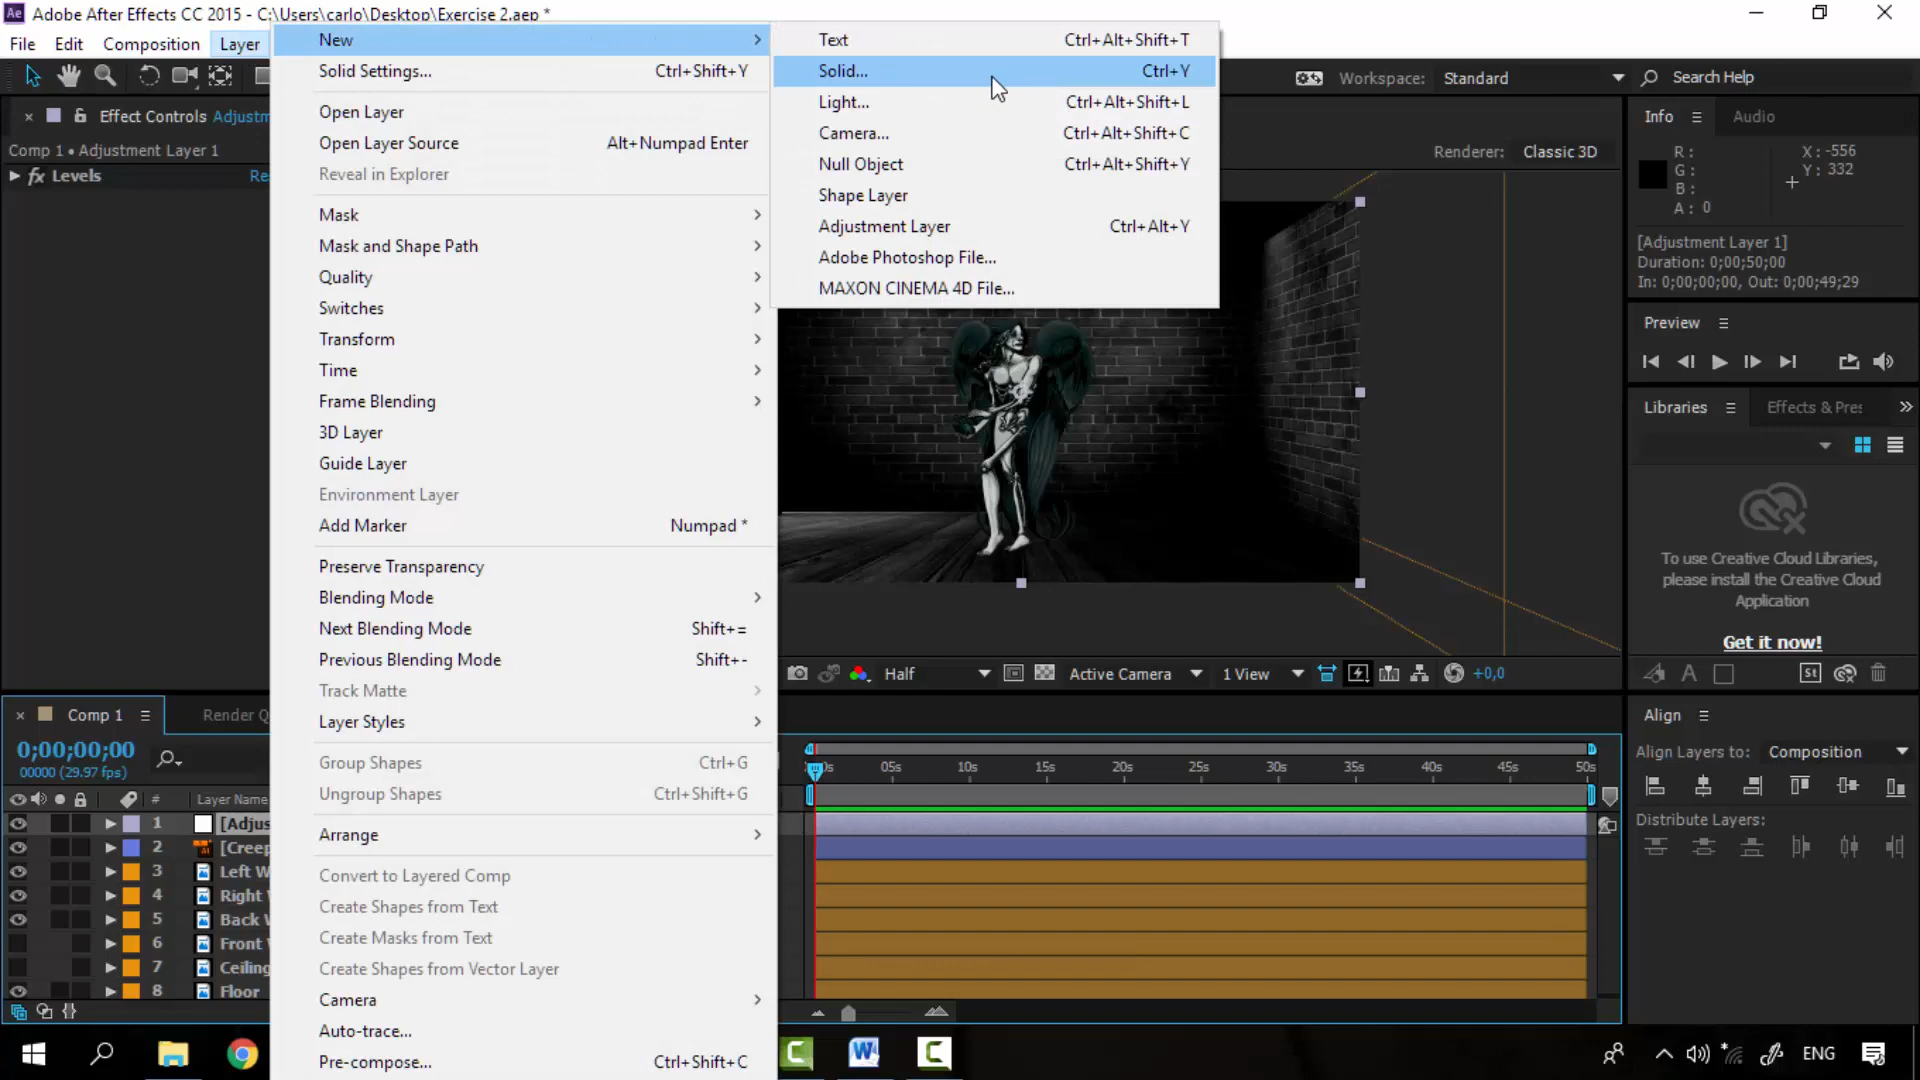 Ae Adobe After Effects CC 2015 - C:\Users\carlo\Desktop\Exercise 2.aep *
File Edit Composition Layer
New
Solid Settings... Ctrl+Shift+Y
Open Layer
Open Layer Source Alt+Numpad Enter
Reveal in Explorer
Mask
Mask and Shape Path
Quality
Switches
Transform
Time
Frame Blending
3D Layer
Guide Layer
Environment Layer
Add Marker Numpad *
Preserve Transparency
Blending Mode
Next Blending Mode Shift+=
Previous Blending Mode Shift+-
Track Matte
Layer Styles
Group Shapes Ctrl+G
Ungroup Shapes Ctrl+Shift+G
Arrange
Convert to Layered Comp
Create Shapes from Text
Create Masks from Text
Create Shapes from Vector Layer
Camera
Auto-trace...
Pre-compose... Ctrl+Shift+C
Text Ctrl+Alt+Shift+T
Solid... Ctrl+Y
Light... Ctrl+Alt+Shift+L
Camera... Ctrl+Alt+Shift+C
Null Object Ctrl+Alt+Shift+Y
Shape Layer
Adjustment Layer Ctrl+Alt+Y
Adobe Photoshop File...
MAXON CINEMA 4D File...
Workspace: Standard
Search Help
Effect Controls Adjustm
Comp 1 • Adjustment Layer 1
fx Levels Re
Renderer: Classic 3D
Info Audio
R: X: -556
G: Y: 332
B:
A: 0
[Adjustment Layer 1]
Duration: 0;00;50;00
In: 0;00;00;00, Out: 0;00;49;29
Preview
Libraries Effects & Pres
To use Creative Cloud Libraries,
please install the Creative Cloud
Application
Get it now!
A St
Half Active Camera 1 View +0,0
Comp 1 Render Q
0;00;00;00
00000 (29.97 fps)
# Layer Name
1 [Adjus
2 [Creep
3 Left W
4 Right W
5 Back W
6 Front W
7 Ceiling
8 Floor
0s 05s 10s 15s 20s 25s 30s 35s 40s 45s 50s
Align
Align Layers to: Composition
Distribute Layers:
C W C
ENG